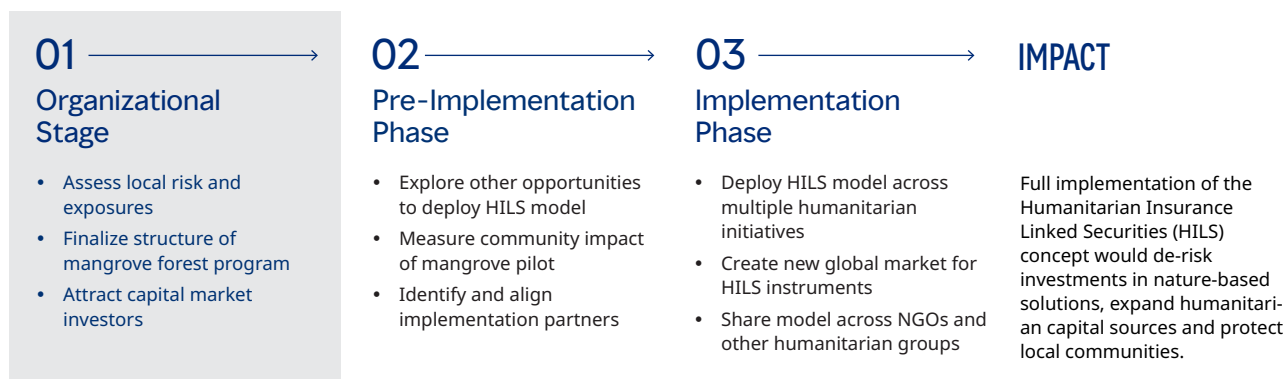 01
Organizational
Stage
• Assess local risk and
exposures
• Finalize structure of
mangrove forest program
• Attract capital market
investors
02
Pre-Implementation
Phase
• Explore other opportunities
to deploy HILS model
• Measure community impact
of mangrove pilot
• Identify and align
implementation partners
03
Implementation
Phase
• Deploy HILS model across
multiple humanitarian
initiatives
• Create new global market for
HILS instruments
• Share model across NGOs and
other humanitarian groups
IMPACT
Full implementation of the
Humanitarian Insurance
Linked Securities (HILS)
concept would de-risk
investments in nature-based
solutions, expand humanitari-
an capital sources and protect
local communities.